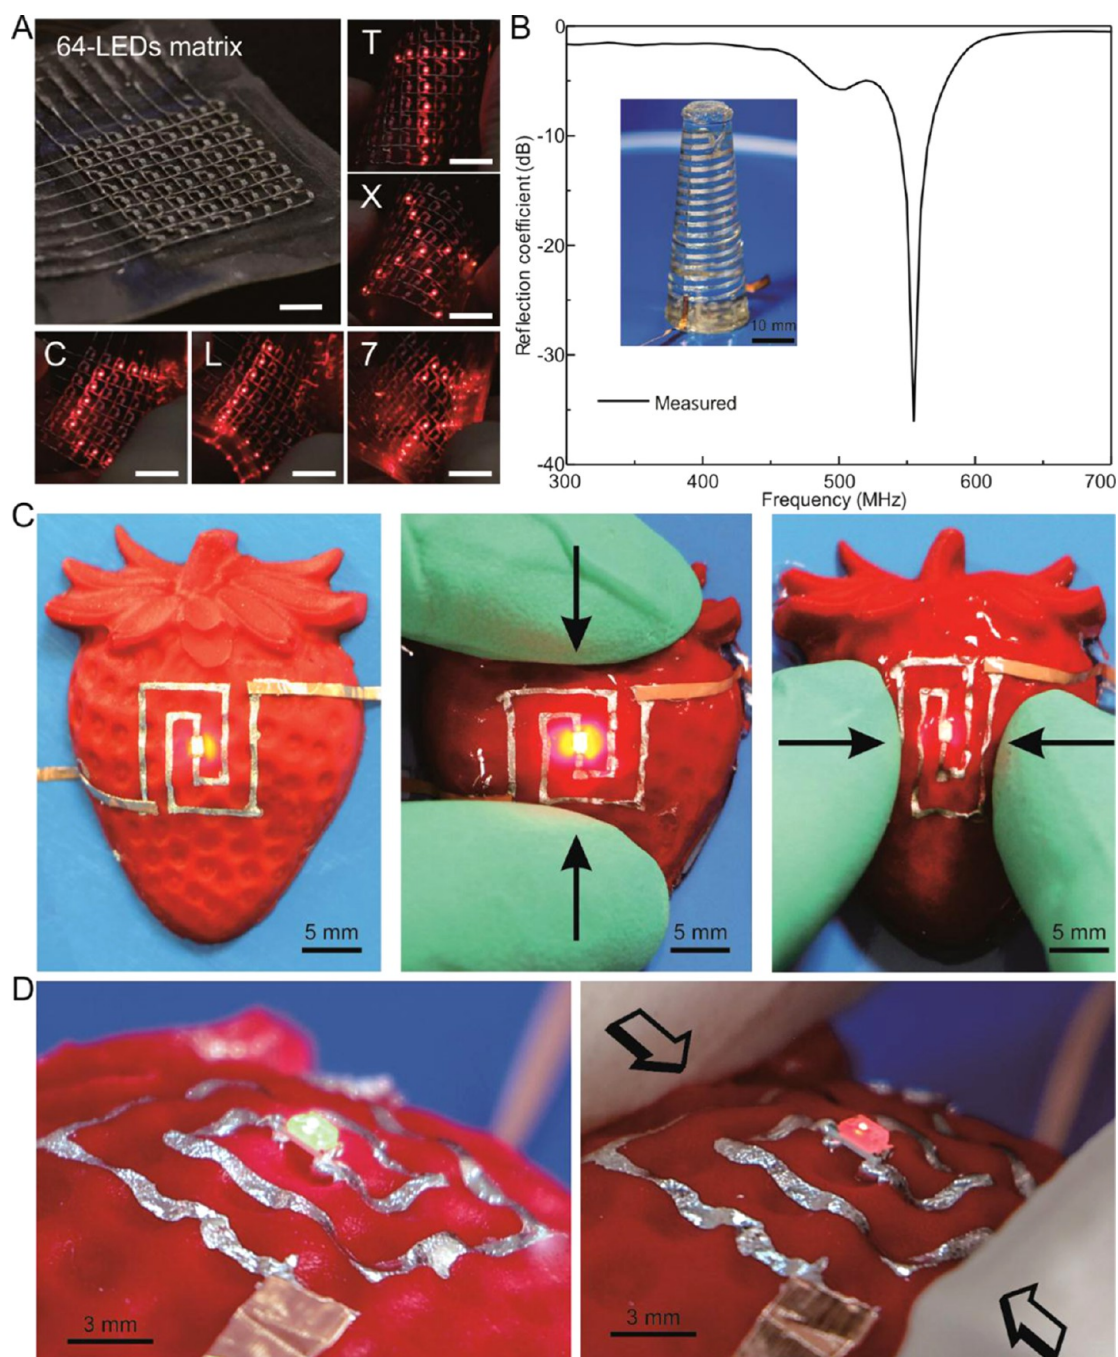 A
64-LEDs matrix
T
X
C
L
7
B
0
-10
-20
-30
-40
Reflection coefficient (dB)
10 mm
Measured
300
400
500
600
700
Frequency (MHz)
C
5 mm
5 mm
5 mm
D
3 mm
3 mm